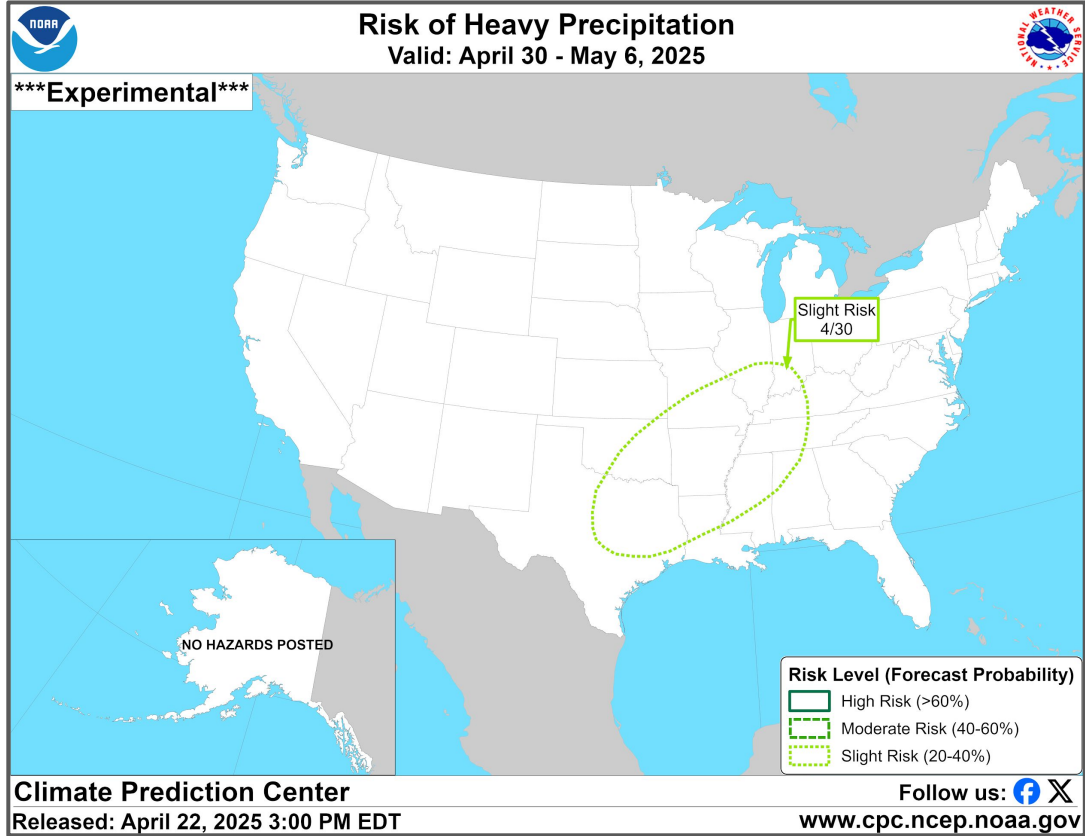 NOAA
Risk of Heavy Precipitation
Valid: April 30 - May 6, 2025
NATIONAL WEATHER SERVICE
***Experimental***
Slight Risk
4/30
NO HAZARDS POSTED
Risk Level (Forecast Probability)
High Risk (>60%)
Moderate Risk (40-60%)
Slight Risk (20-40%)
Climate Prediction Center
Follow us:
Released: April 22, 2025 3:00 PM EDT
www.cpc.ncep.noaa.gov